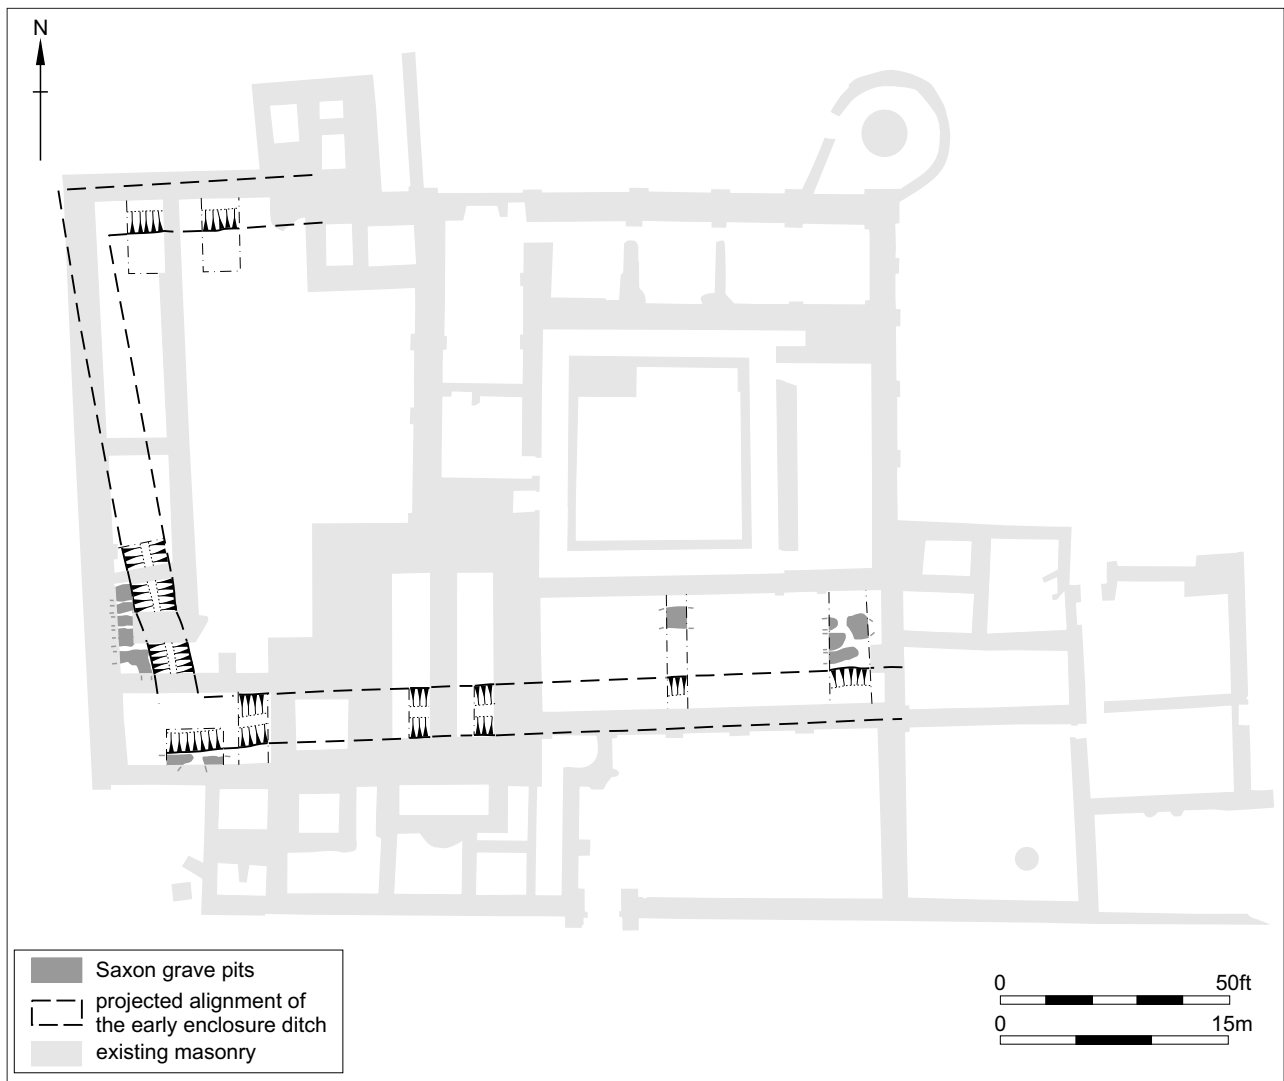 N
Saxon grave pits
projected alignment of
the early enclosure ditch
existing masonry
0 50ft
0 15m